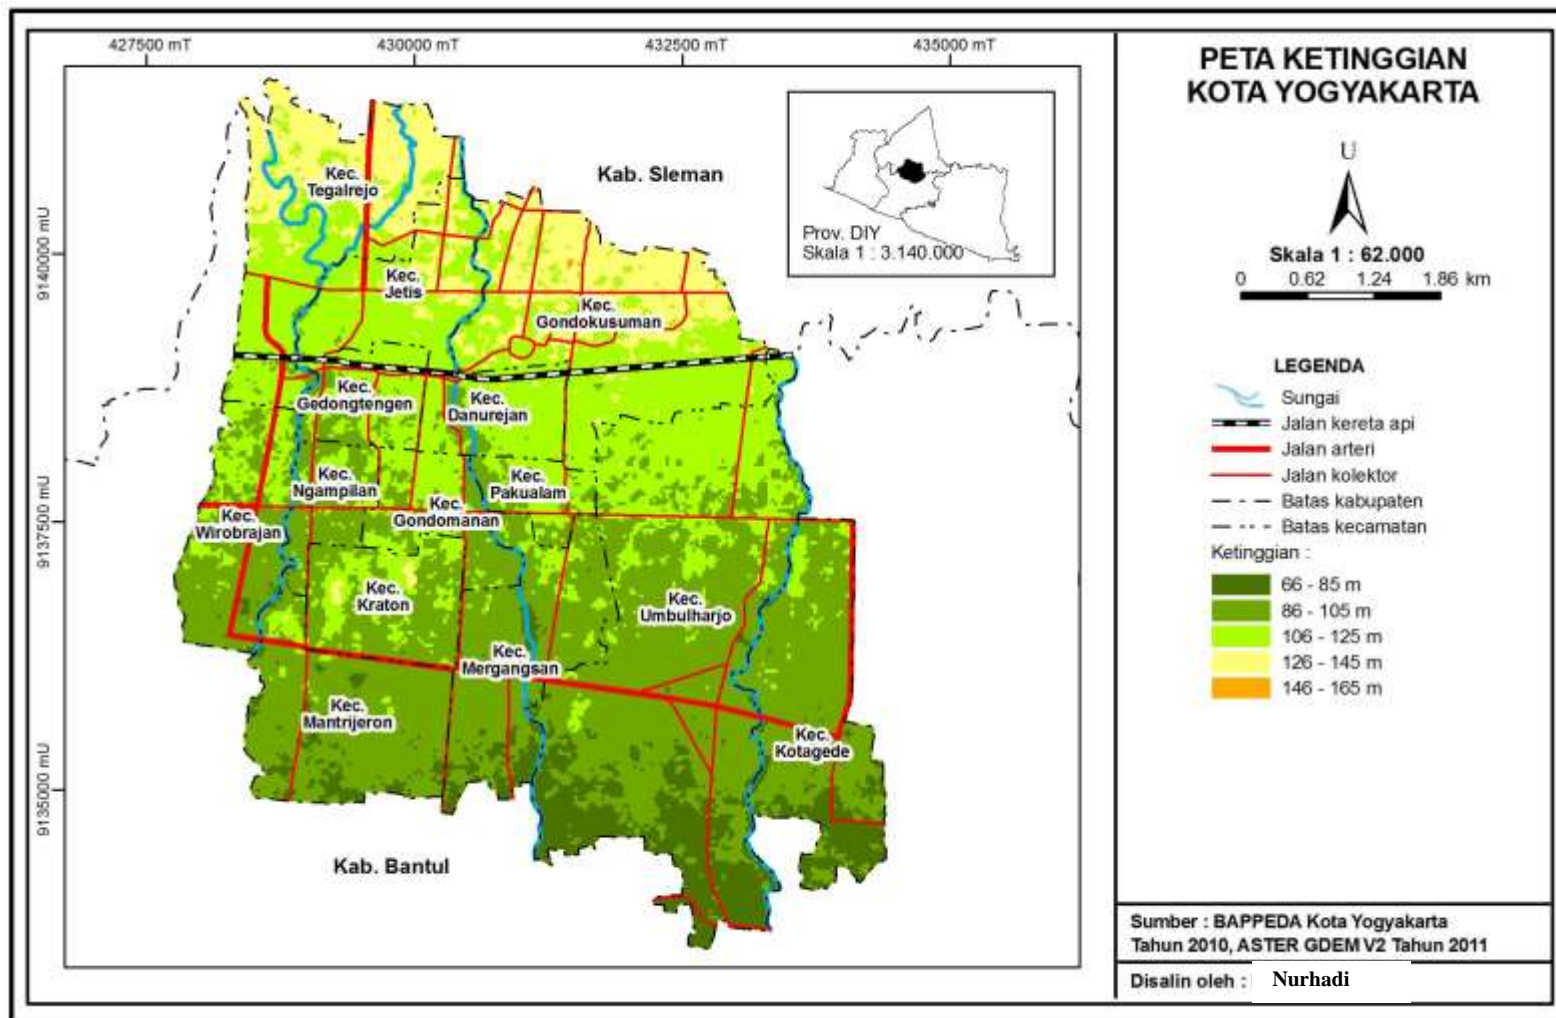 427500 mT
430000 mT
432500 mT
435000 mT
9140000 mU
9137500 mU
9135000 mU
Kab. Sleman
Kec.
Tegalrejo
Kec.
Jetis
Kec.
Gondokusuman
Kec.
Gedongtengen
Kec.
Danurejan
Kec.
Ngampilan
Kec.
Pakualam
Kec.
Gondomanan
Kec.
Wirobrajan
Kec.
Kraton
Kec.
Umbulharjo
Kec.
Mergangsan
Kec.
Mantrijeron
Kec.
Kotagede
Kab. Bantul
Prov. DIY
Skala 1 : 3.140.000
PETA KETINGGIAN
KOTA YOGYAKARTA
U
Skala 1 : 62.000
0 0.62 1.24 1.86 km
LEGENDA
Sungai
Jalan kereta api
Jalan arteri
Jalan kolektor
Batas kabupaten
Batas kecamatan
Ketinggian :
66 - 85 m
86 - 105 m
106 - 125 m
126 - 145 m
146 - 165 m
Sumber : BAPPEDA Kota Yogyakarta
Tahun 2010, ASTER GDEM V2 Tahun 2011
Disalin oleh : Nurhadi